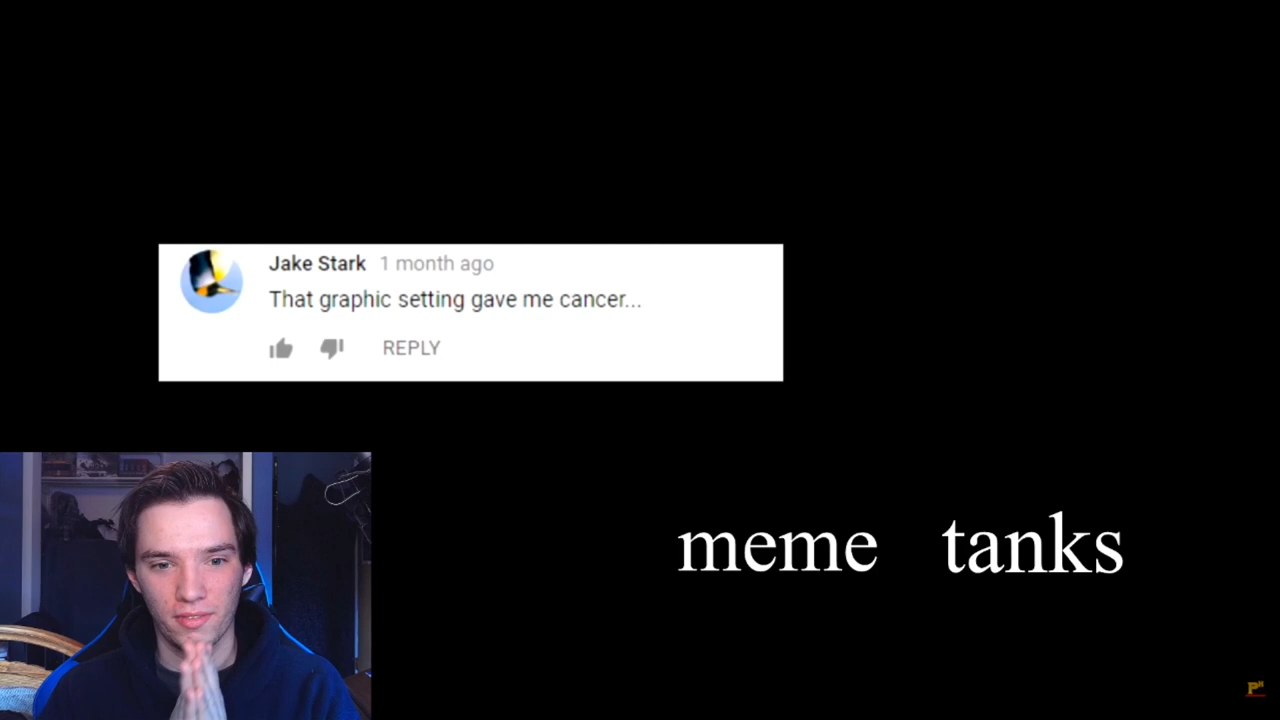 Jake Stark 1 month ago
That graphic setting gave me cancer...
REPLY
meme tanks